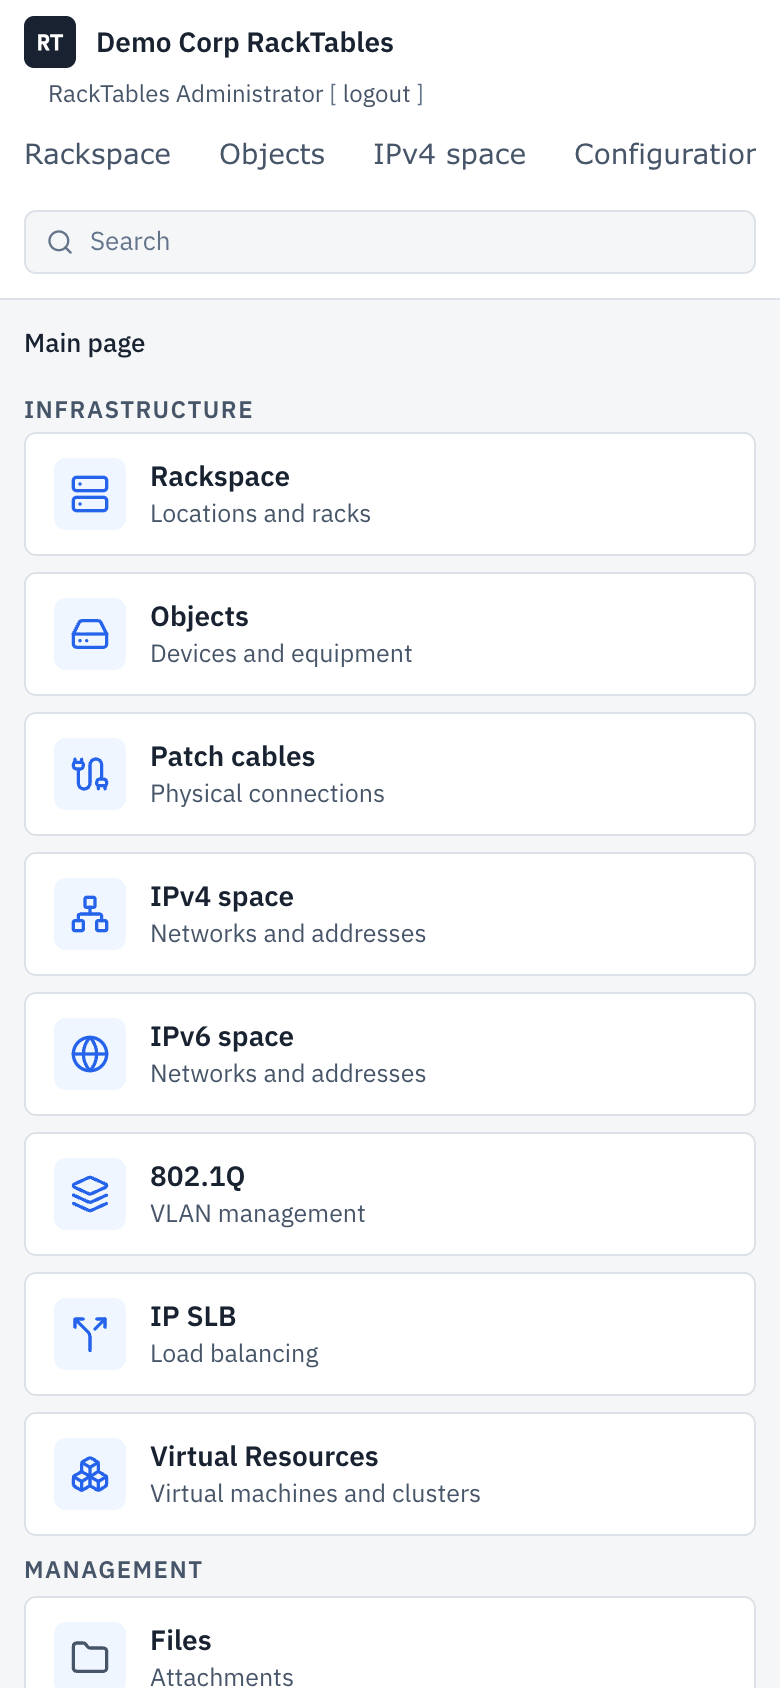 RT
Demo Corp RackTables
RackTables Administrator [ logout ]
Rackspace Objects IPv4 space Configuration
Search
Main page
INFRASTRUCTURE
Rackspace
Locations and racks
Objects
Devices and equipment
Patch cables
Physical connections
IPv4 space
Networks and addresses
IPv6 space
Networks and addresses
802.1Q
VLAN management
IP SLB
Load balancing
Virtual Resources
Virtual machines and clusters
MANAGEMENT
Files
Attachments